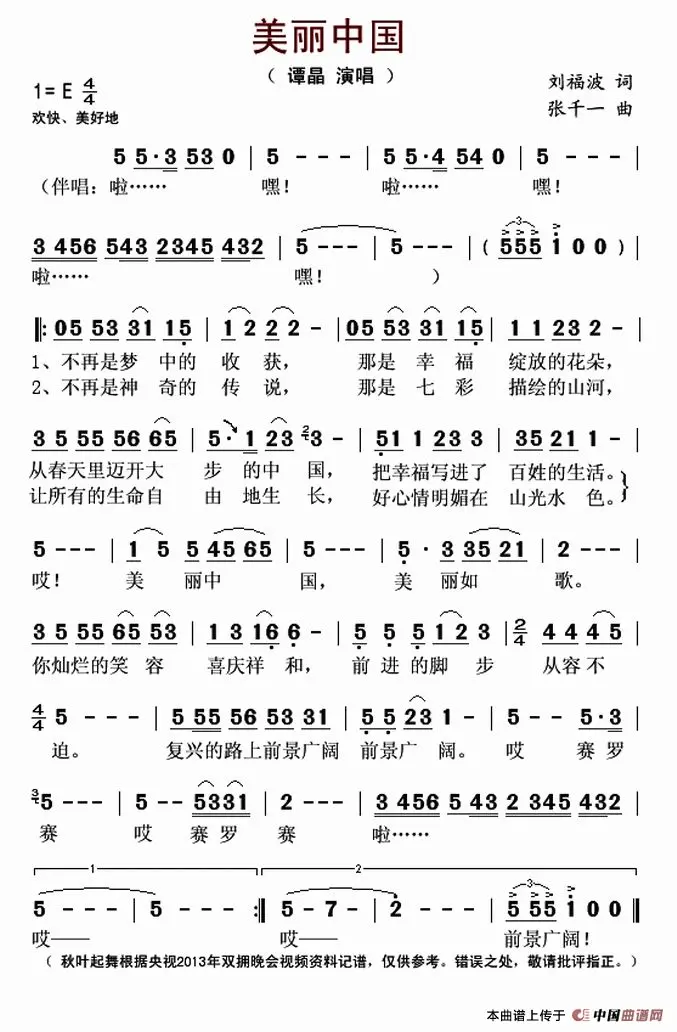 美丽中国
（ 谭晶 演唱 ）
1= E 4/4
刘福波 词
张千一 曲
欢快、美好地
5 5·3 53 0 | 5 - - - | 5 5·4 54 0 | 5 - - - |
（伴唱：啦…… 嘿！ 啦…… 嘿！
3 456 543 2345 432 | 5 - - - | 5 - - - | ( 555 1 0 0 ) |
啦…… 嘿！ ）
|: 05 53 31 15 | 1 2 2 2 - | 05 53 31 15 | 1 1 23 2 - |
1、不再是梦 中的 收 获， 那是 幸 福 绽放的花朵，
2、不再是神 奇的 传 说， 那是 七 彩 描绘的山河，
3 5 55 56 65 | 5· 1 23 23 - | 51 1 23 3 | 35 21 1 - |
从春天里迈开大 步 的中 国， 把幸福写进了 百姓的生活。
让所有的生命自 由 地生 长， 好心情明媚在 山光水 色。
5 - - - | 1 5 5 45 65 | 5 - - - | 5· 3 35 21 | 2 - - - |
哎！ 美 丽中 国， 美 丽如 歌。
3 5 55 65 53 | 1 3 16 6 - | 5 5 5 12 3 | 2/4 4 4 4 5 |
你灿烂的笑 容 喜庆祥 和， 前 进的脚 步 从容不
4/4 5 - - - | 5 55 56 53 31 | 5 5 23 1 - | 5 - - 5·3 |
迫。 复兴的路上前景广阔 前景广 阔。 哎 赛罗
35 - - - | 5 - - 5331 | 2 - - - | 3 456 543 2 345 432 |
赛 哎 赛 罗 赛 啦……
1 2
5 - - - | 5 - - - :| 5 - 7 - | 2 - - - | 5 55 1 0 0 ‖
哎—— 哎—— 前景广阔！
（ 秋叶起舞根据央视2013年双拥晚会视频资料记谱，仅供参考。错误之处，敬请批评指正。）
本曲谱上传于 中国曲谱网